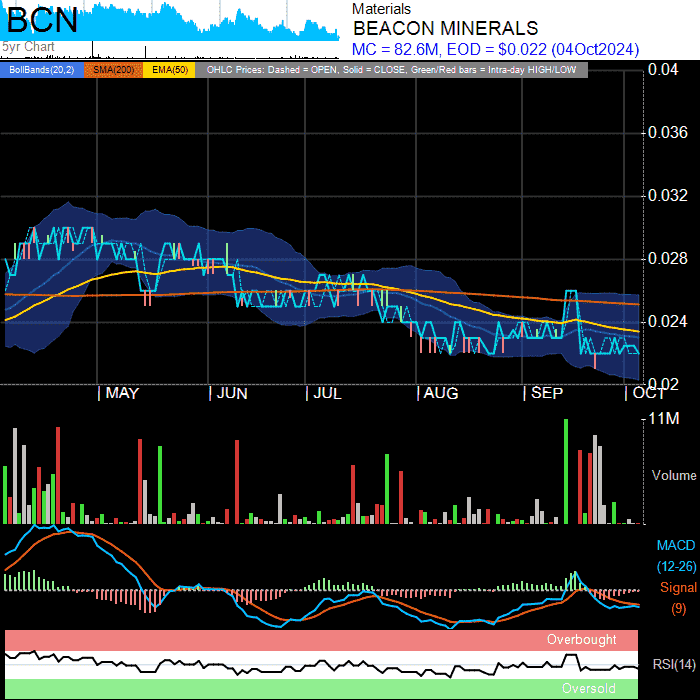 BCN
5yr Chart
Materials
BEACON MINERALS
MC = 82.6M, EOD = $0.022 (04Oct2024)
BollBands(20,2) SMA(200) EMA(50) OHLC Prices: Dashed = OPEN, Solid = CLOSE, Green/Red bars = Intra-day HIGH/LOW
0.04
0.036
0.032
0.028
0.024
0.02
MAY JUN JUL AUG SEP OCT
11M
Volume
MACD
(12-26)
Signal
(9)
Overbought
RSI(14)
Oversold